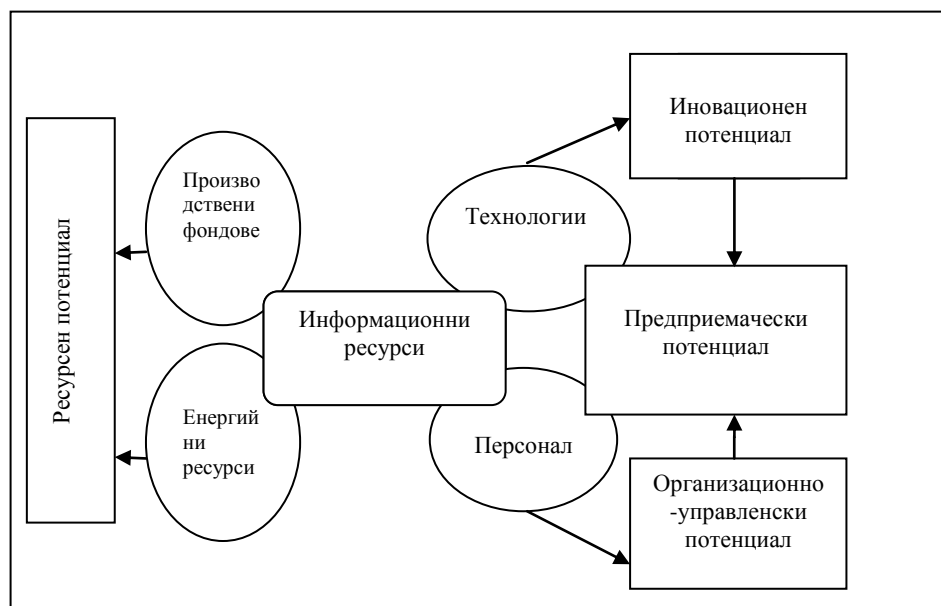 Ресурсен потенциал
Произво
дствени
фондове
Енергий
ни
ресурси
Информационни
ресурси
Технологии
Персонал
Иновационен
потенциал
Предприемачески
потенциал
Организационно
-управленски
потенциал